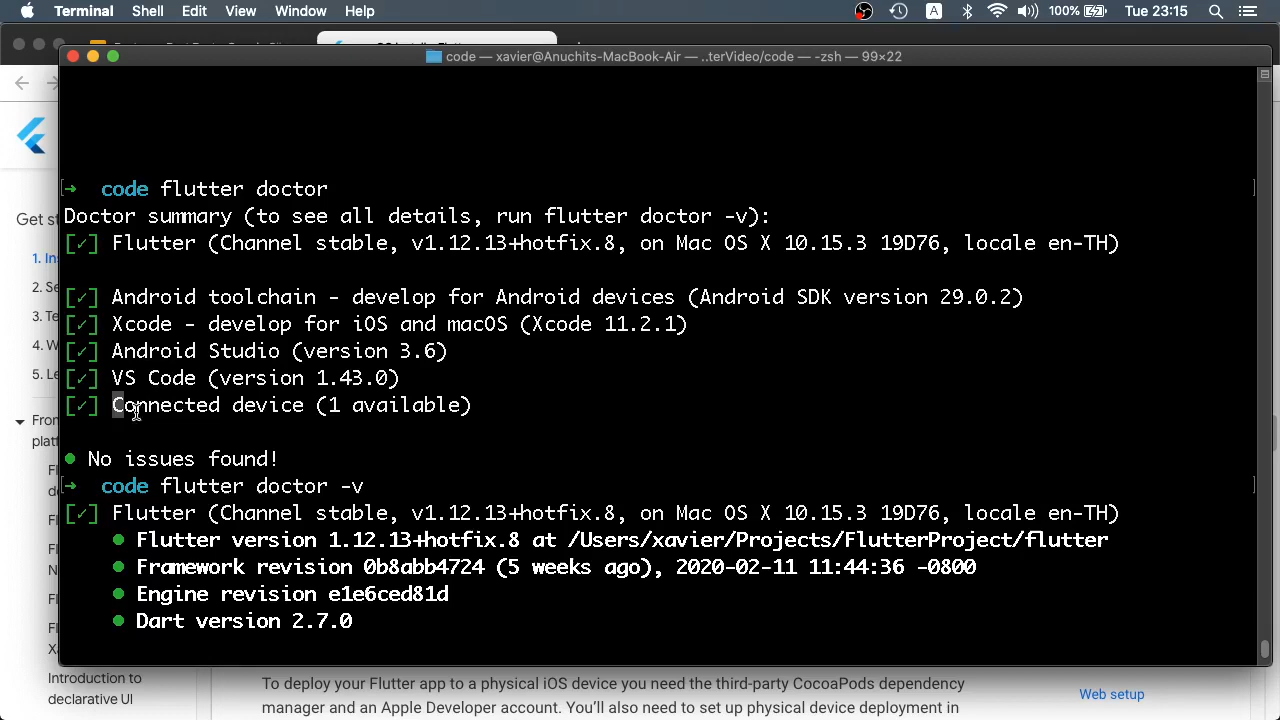 Terminal Shell Edit View Window Help 100% Tue 23:15
code — xavier@Anuchits-MacBook-Air — ..terVideo/code — -zsh — 99×22
➜ code flutter doctor
Doctor summary (to see all details, run flutter doctor -v):
[✓] Flutter (Channel stable, v1.12.13+hotfix.8, on Mac OS X 10.15.3 19D76, locale en-TH)
[✓] Android toolchain - develop for Android devices (Android SDK version 29.0.2)
[✓] Xcode - develop for iOS and macOS (Xcode 11.2.1)
[✓] Android Studio (version 3.6)
[✓] VS Code (version 1.43.0)
[✓] Connected device (1 available)
• No issues found!
➜ code flutter doctor -v
[✓] Flutter (Channel stable, v1.12.13+hotfix.8, on Mac OS X 10.15.3 19D76, locale en-TH)
• Flutter version 1.12.13+hotfix.8 at /Users/xavier/Projects/FlutterProject/flutter
• Framework revision 0b8abb4724 (5 weeks ago), 2020-02-11 11:44:36 -0800
• Engine revision e1e6ced81d
• Dart version 2.7.0
Get st
1. Ins
2. Se
3. Te
4. W
5. Le
From
platf
Introduction to
declarative UI
To deploy your Flutter app to a physical iOS device you need the third-party CocoaPods dependency
manager and an Apple Developer account. You’ll also need to set up physical device deployment in
Web setup